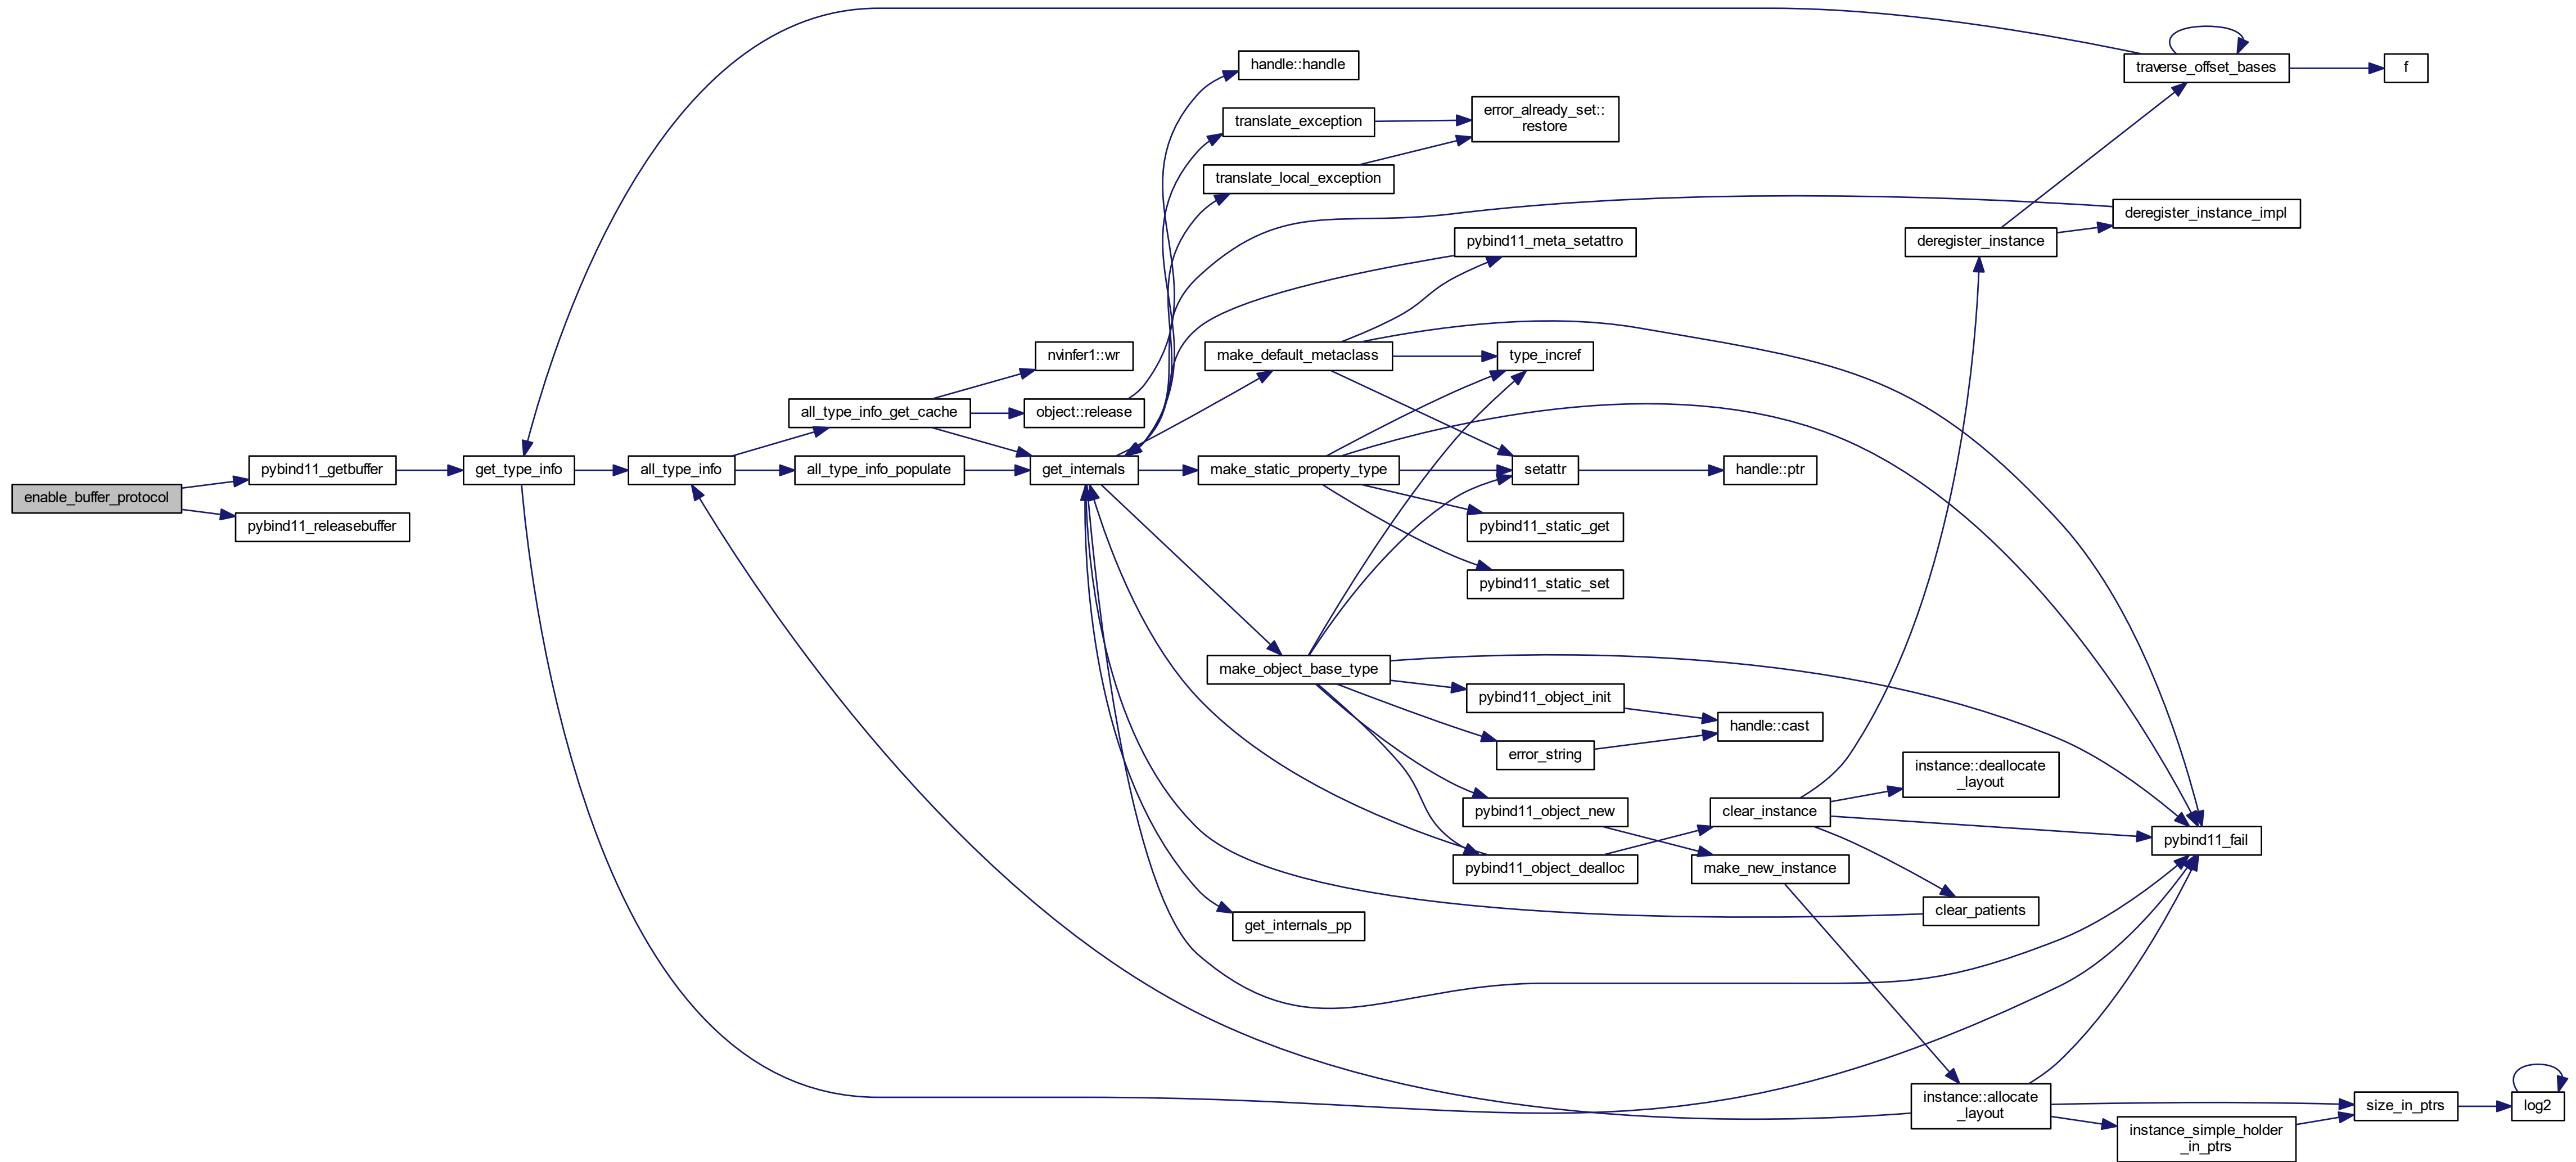 enable_buffer_protocol
pybind11_getbuffer
pybind11_releasebuffer
get_type_info
all_type_info
all_type_info_get_cache
all_type_info_populate
nvinfer1::wr
object::release
get_internals
handle::handle
translate_exception
translate_local_exception
make_default_metaclass
make_static_property_type
make_object_base_type
get_internals_pp
error_already_set::
restore
pybind11_meta_setattro
type_incref
setattr
pybind11_static_get
pybind11_static_set
pybind11_object_init
error_string
pybind11_object_new
pybind11_object_dealloc
handle::ptr
handle::cast
clear_instance
make_new_instance
deregister_instance
instance::deallocate
_layout
clear_patients
instance::allocate
_layout
traverse_offset_bases
deregister_instance_impl
pybind11_fail
instance_simple_holder
_in_ptrs
f
size_in_ptrs
log2